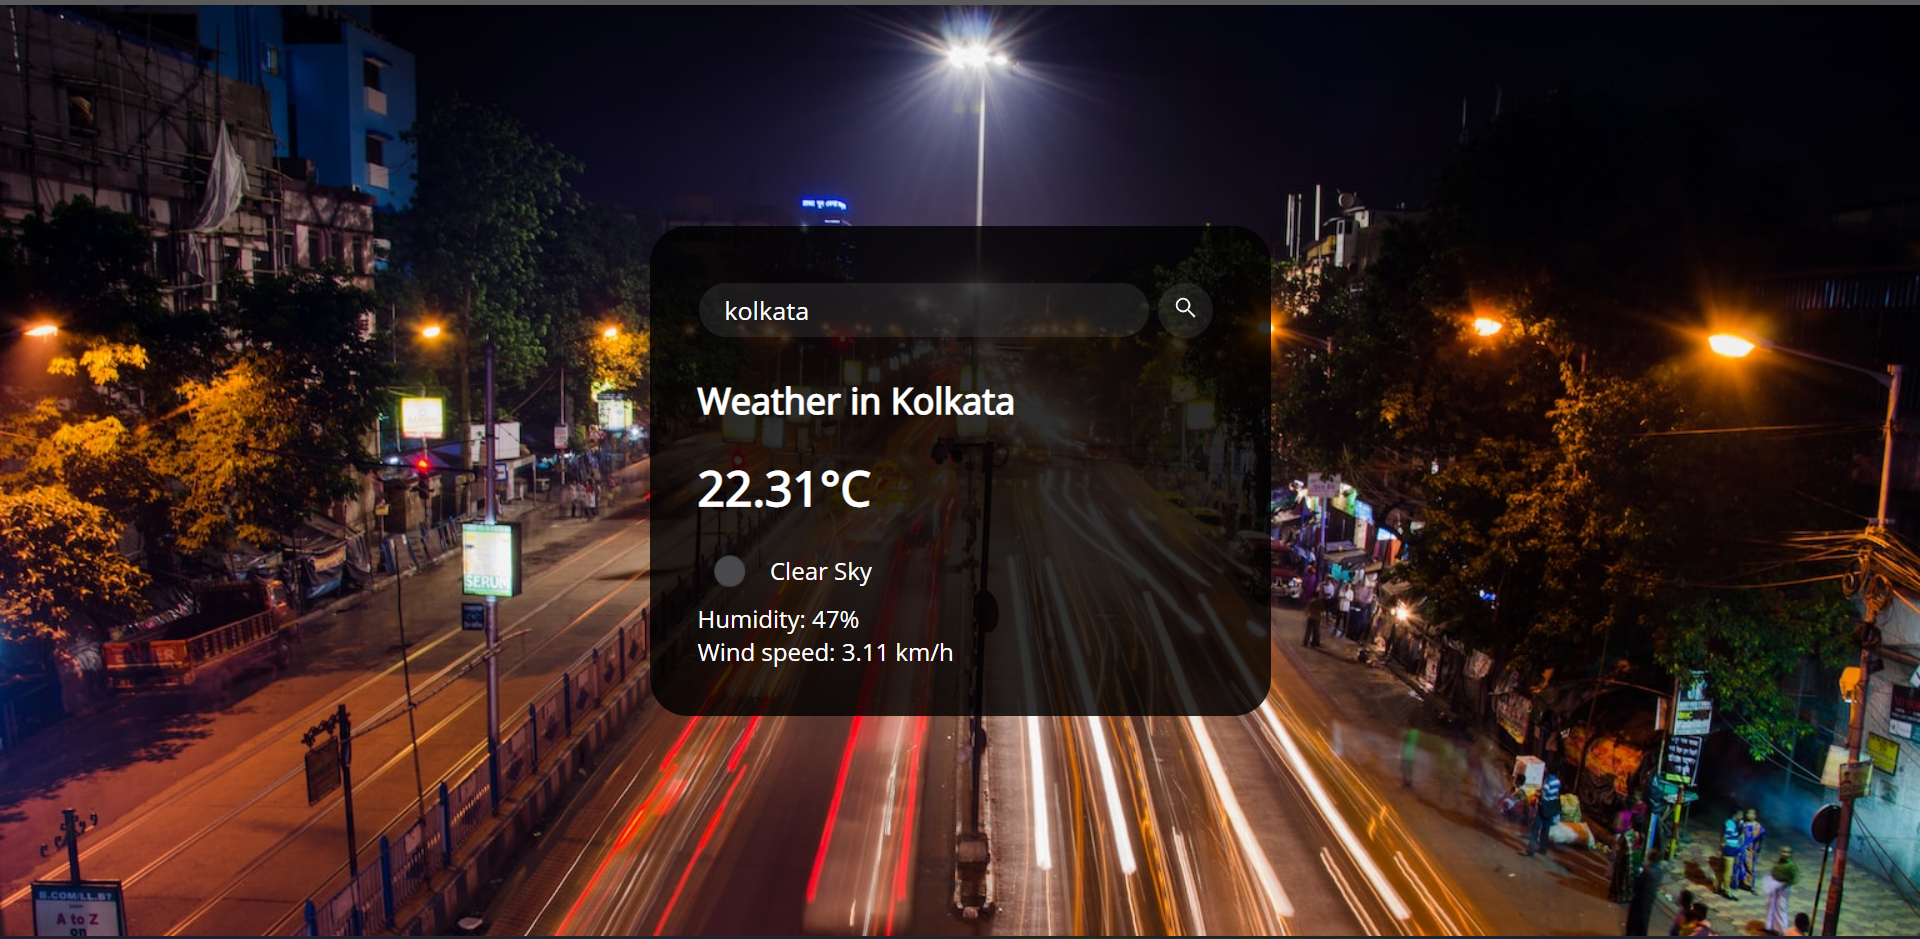 kolkata
Weather in Kolkata
22.31°C
Clear Sky
Humidity: 47%
Wind speed: 3.11 km/h
SERUM
B.COM/LL.B?
A to Z
on